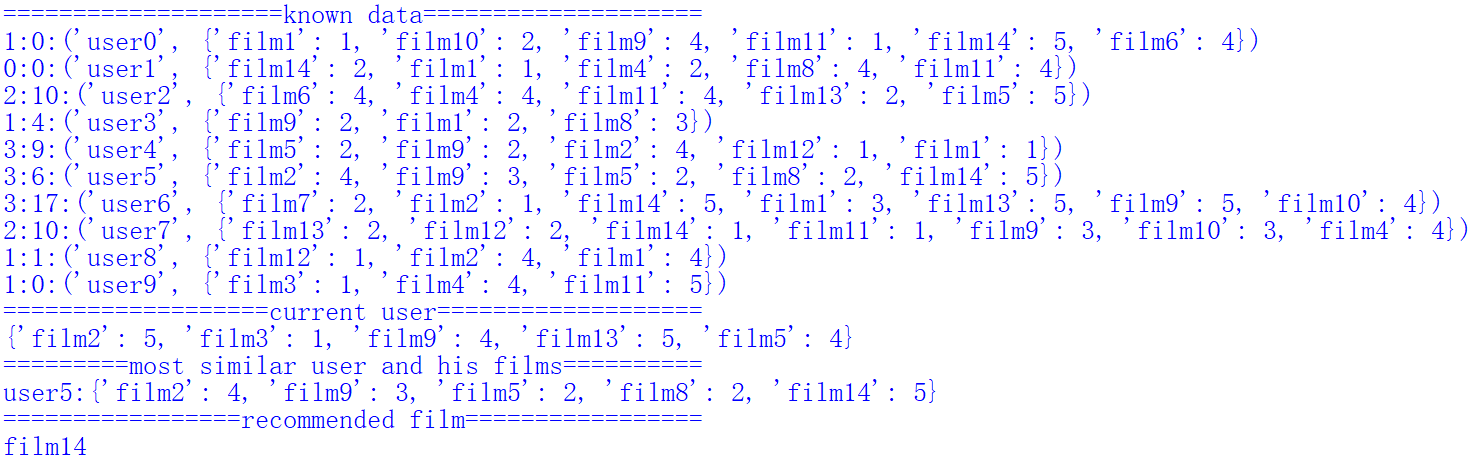 ====================known data====================
1:0:('user0', {'film1': 1, 'film10': 2, 'film9': 4, 'film11': 1, 'film14': 5, 'film6': 4})
0:0:('user1', {'film14': 2, 'film1': 1, 'film4': 2, 'film8': 4, 'film11': 4})
2:10:('user2', {'film6': 4, 'film4': 4, 'film11': 4, 'film13': 2, 'film5': 5})
1:4:('user3', {'film9': 2, 'film1': 2, 'film8': 3})
3:9:('user4', {'film5': 2, 'film9': 2, 'film2': 4, 'film12': 1, 'film1': 1})
3:6:('user5', {'film2': 4, 'film9': 3, 'film5': 2, 'film8': 2, 'film14': 5})
3:17:('user6', {'film7': 2, 'film2': 1, 'film14': 5, 'film1': 3, 'film13': 5, 'film9': 5, 'film10': 4})
2:10:('user7', {'film13': 2, 'film12': 2, 'film14': 1, 'film11': 1, 'film9': 3, 'film10': 3, 'film4': 4})
1:1:('user8', {'film12': 1, 'film2': 4, 'film1': 4})
1:0:('user9', {'film3': 1, 'film4': 4, 'film11': 5})
===================current user===================
{'film2': 5, 'film3': 1, 'film9': 4, 'film13': 5, 'film5': 4}
=========most similar user and his films==========
user5:{'film2': 4, 'film9': 3, 'film5': 2, 'film8': 2, 'film14': 5}
=================recommended film=================
film14